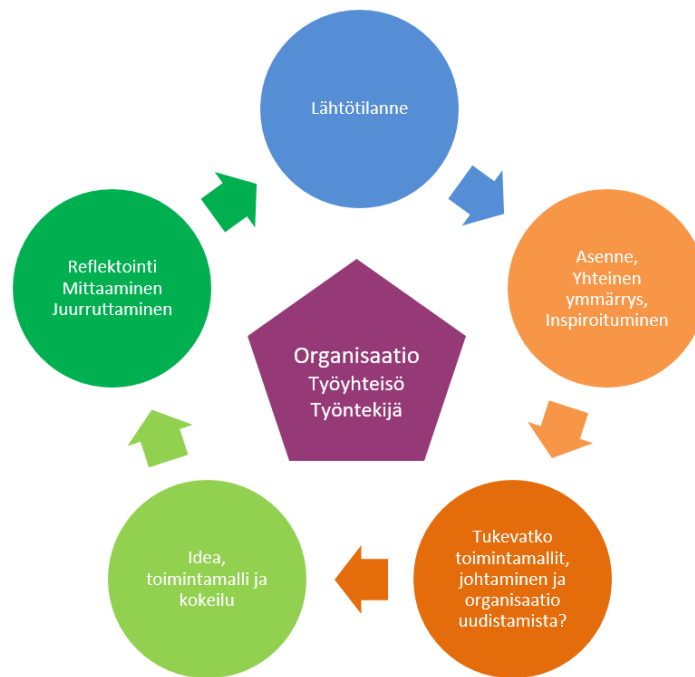 Lähtötilanne
Asenne,
Yhteinen
ymmärrys,
Inspiroituminen
Tukevatko
toimintamallit,
johtaminen ja
organisaatio
uudistamista?
Idea,
toimintamalli ja
kokeilu
Reflektointi
Mittaaminen
Juurruttaminen
Organisaatio
Työyhteisö
Työntekijä